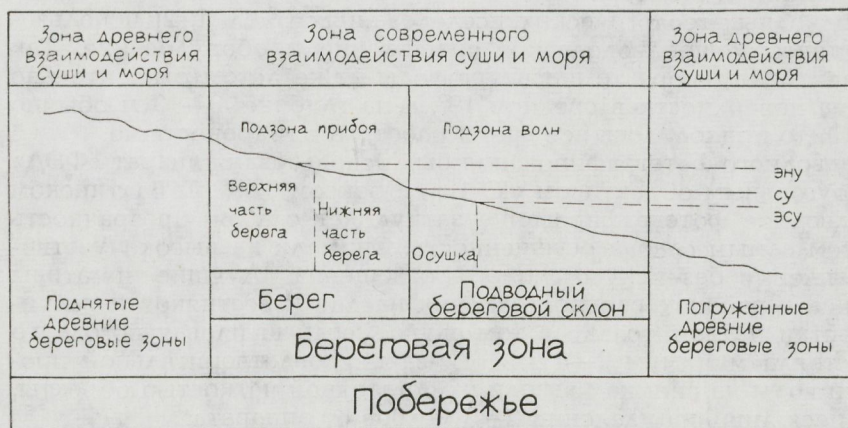 Зона древнего
взаимодействия
суши и моря
Зона современного
взаимодействия суши и моря
Зона древнего
взаимодействия
суши и моря
Подзона прибоя
Подзона волн
ЭНУ
СУ
ЭСУ
Верхняя
часть
берега
Нижняя
часть
берега
Осушка
Берег
Подводный
береговой склон
Поднятые
древние
береговые зоны
Погруженные
древние
береговые зоны
Береговая зона
Побережье